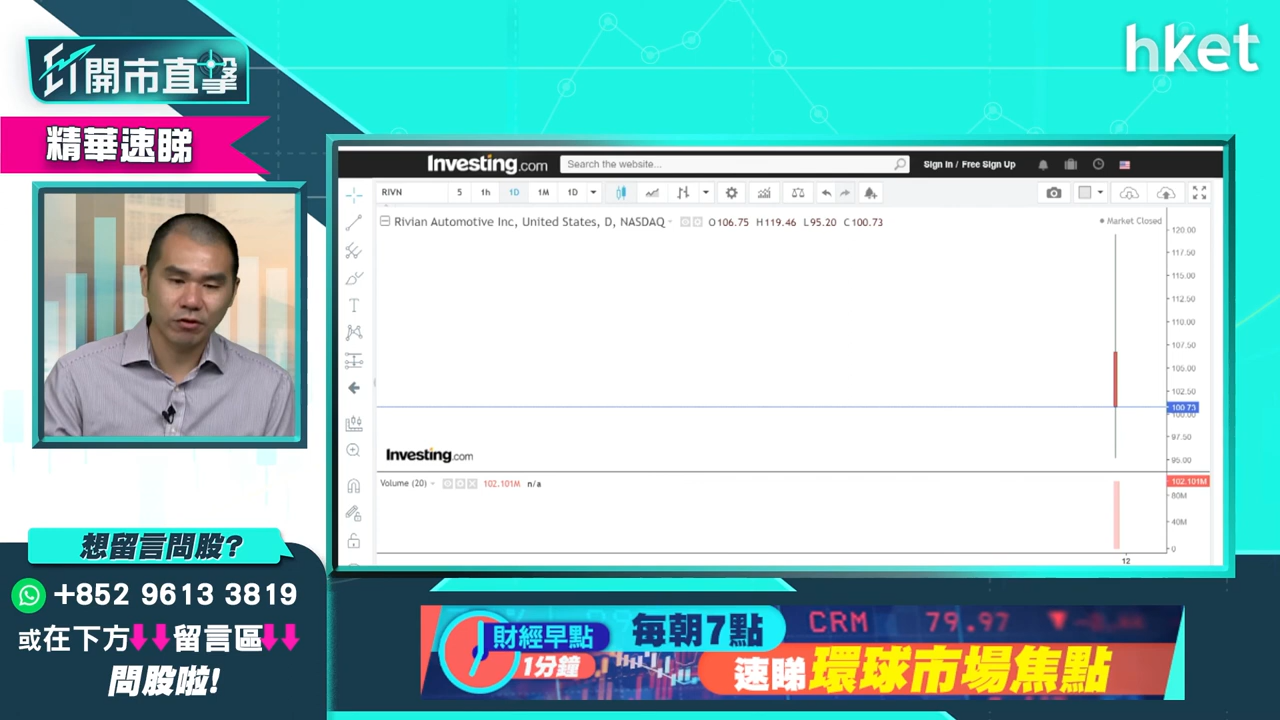 hket
ET開市直擊
精華速睇
Investing.com
Search the website...
Sign In / Free Sign Up
RIVN
5
1h
1D
1M
1D
Rivian Automotive Inc, United States, D, NASDAQ
O106.75 H119.46 L95.20 C100.73
Market Closed
120.00
117.50
115.00
112.50
110.00
107.50
105.00
102.50
100.73
100.00
97.50
95.00
Investing.com
Volume (20)
102.101M n/a
102.101M
80M
40M
0
12
想留言問股?
+852 9613 3819
或在下方留言區
問股啦!
財經早點
1分鐘
每朝7點
速睇環球市場焦點
CRM 79.97